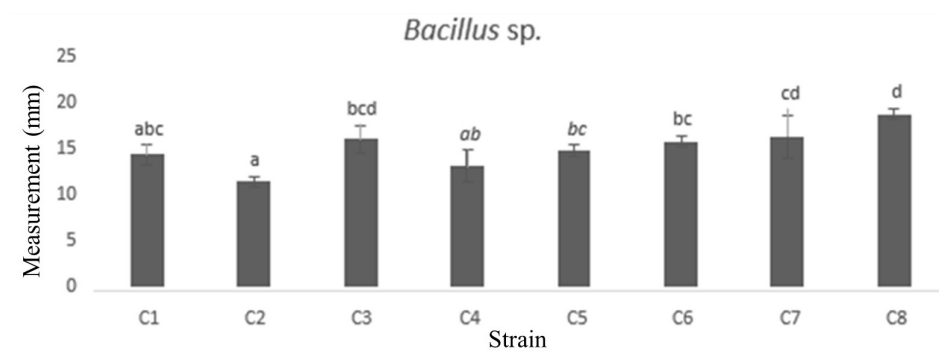 Bacillus sp.
25
20
15
10
5
0
Measurement (mm)
abc
a
bcd
ab
bc
bc
cd
d
C1 C2 C3 C4 C5 C6 C7 C8
Strain